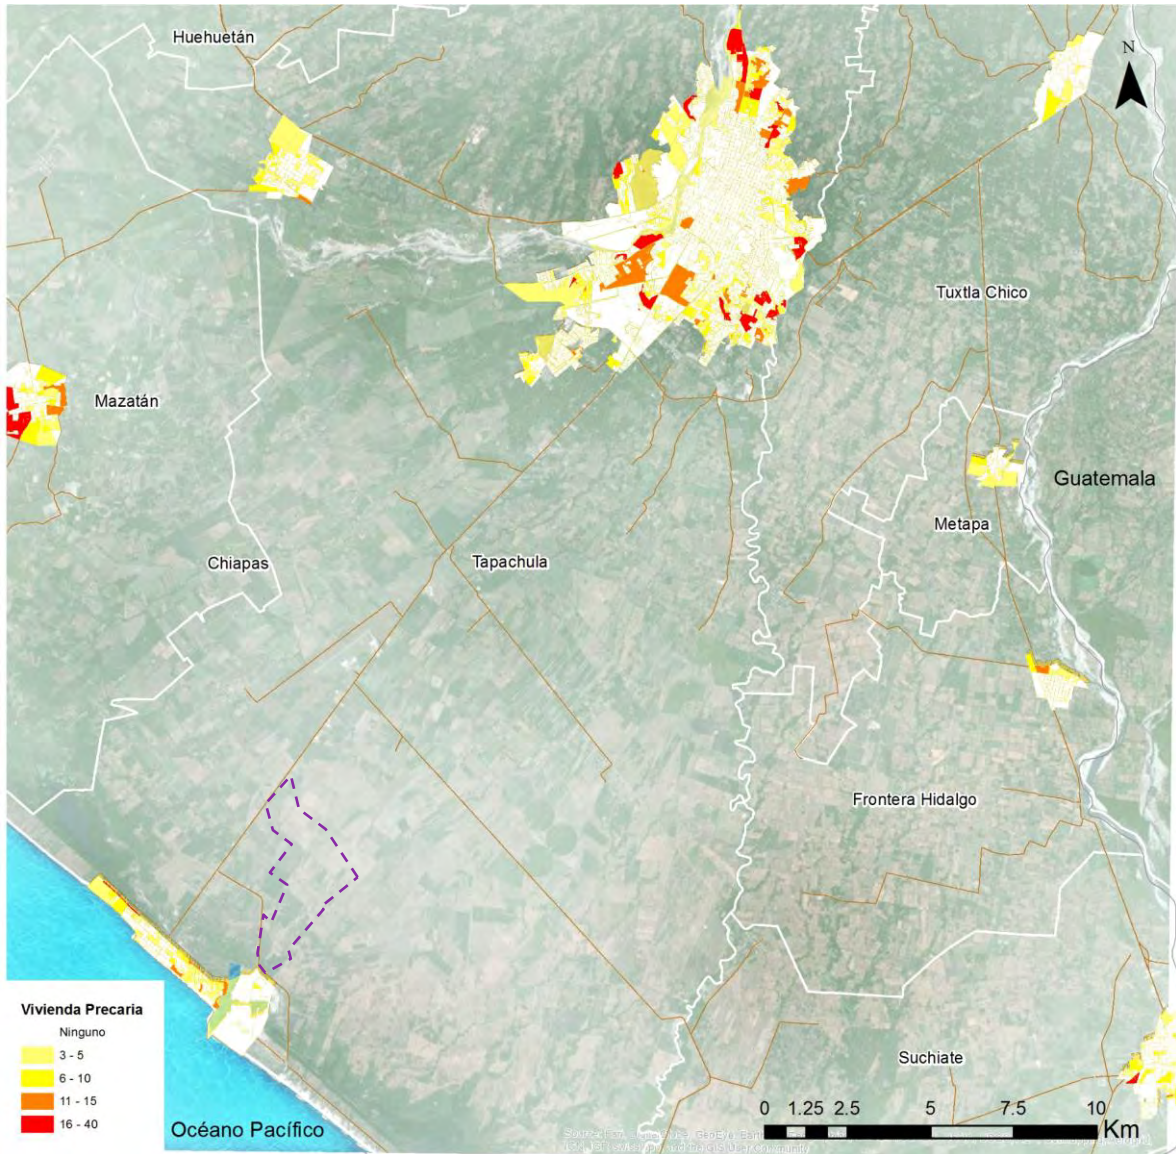 Huehuetán
N
Tuxtla Chico
Mazatán
Guatemala
Metapa
Chiapas
Tapachula
Frontera Hidalgo
Vivienda Precaria
Ninguno
3 - 5
6 - 10
11 - 15
16 - 40
Suchiate
0 1.25 2.5 5 7.5 10
Km
Océano Pacífico